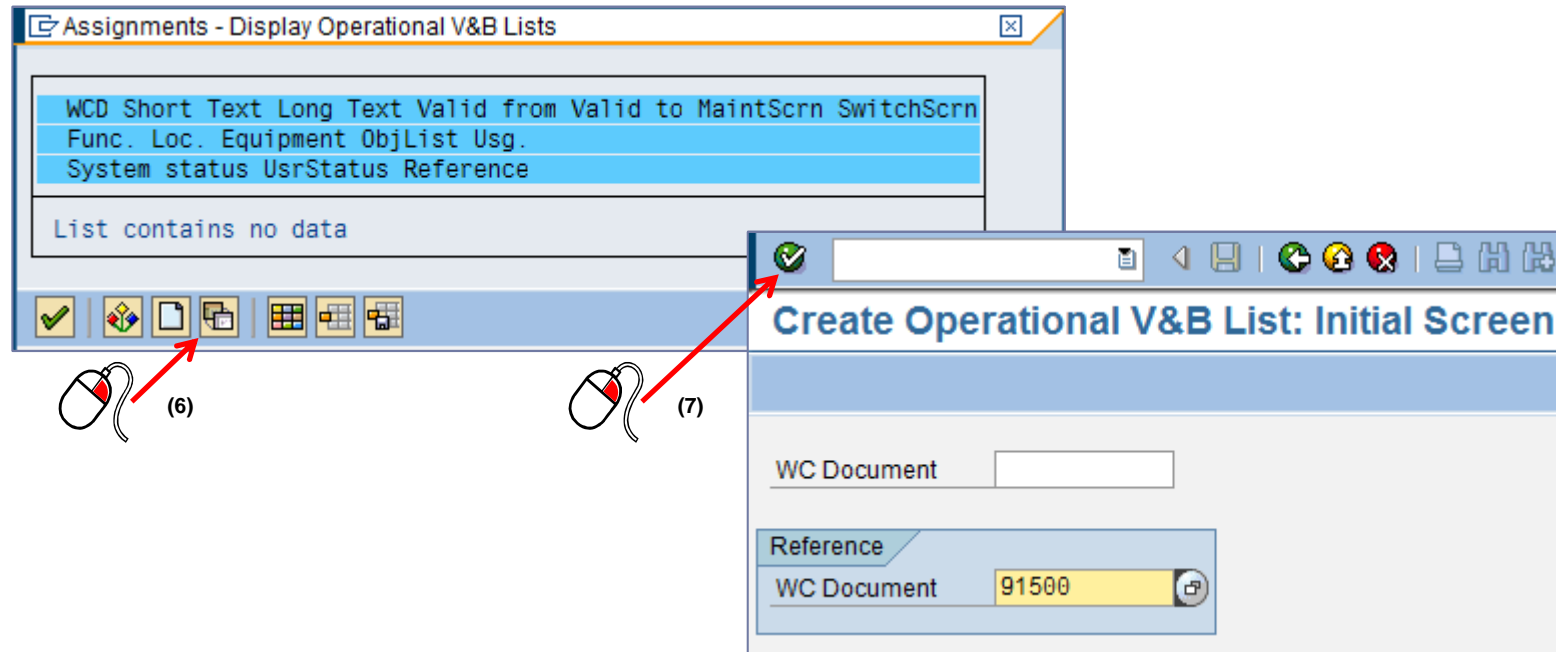 Assignments - Display Operational V&B Lists
WCD Short Text Long Text Valid from Valid to MaintScrn SwitchScrn
Func. Loc. Equipment ObjList Usg.
System status UsrStatus Reference
List contains no data
(6)
(7)
Create Operational V&B List: Initial Screen
WC Document
Reference
WC Document 91500